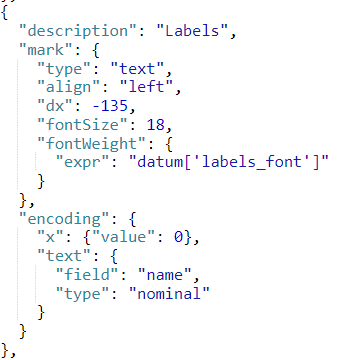 {
"description": "Labels",
"mark": {
"type": "text",
"align": "left",
"dx": -135,
"fontSize": 18,
"fontWeight": {
"expr": "datum['labels_font']"
}
},
"encoding": {
"x": {"value": 0},
"text": {
"field": "name",
"type": "nominal"
}
}
},